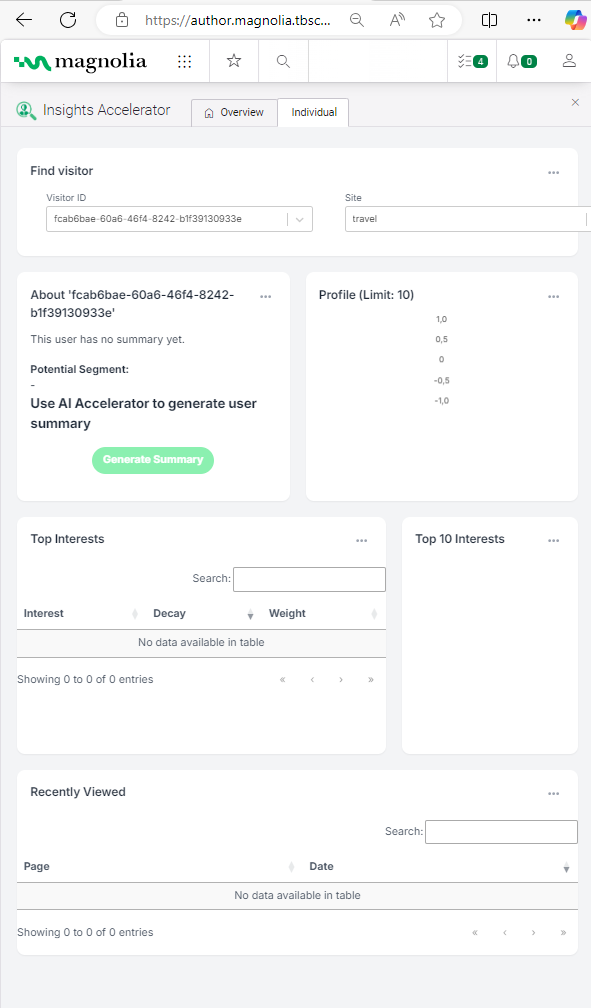 https://author.magnolia.tbsc...
magnolia
4
0
Insights Accelerator
Overview
Individual
Find visitor
Visitor ID
Site
fcab6bae-60a6-46f4-8242-b1f39130933e
travel
About 'fcab6bae-60a6-46f4-8242-
b1f39130933e'
This user has no summary yet.
Potential Segment:
-
Use AI Accelerator to generate user
summary
Generate Summary
Profile (Limit: 10)
1,0
0,5
0
-0,5
-1,0
Top Interests
Search:
Interest Decay Weight
No data available in table
Showing 0 to 0 of 0 entries
« ‹ › »
Top 10 Interests
Recently Viewed
Search:
Page Date
No data available in table
Showing 0 to 0 of 0 entries
« ‹ › »